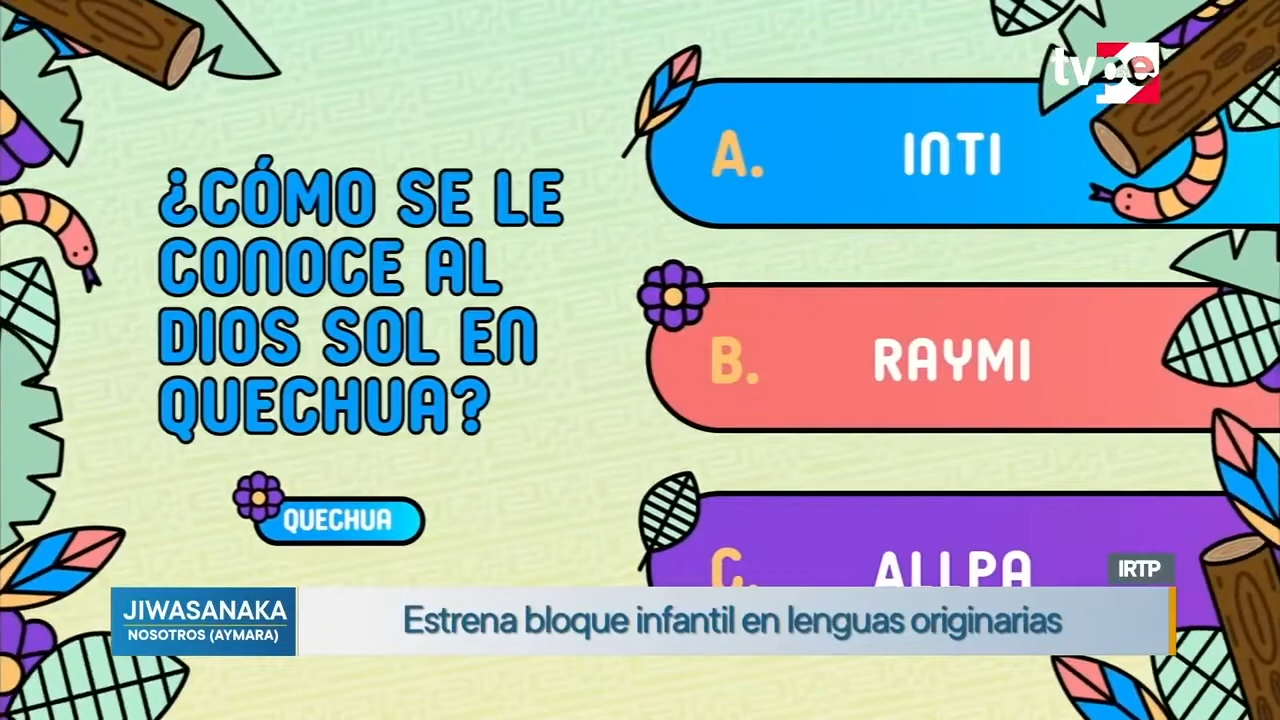 tvpe
¿CÓMO SE LE
CONOCE AL
DIOS SOL EN
QUECHUA?
QUECHUA
A. INTI
B. RAYMI
C. ALLPA
IRTP
JIWASANAKA
NOSOTROS (AYMARA)
Estrena bloque infantil en lenguas originarias